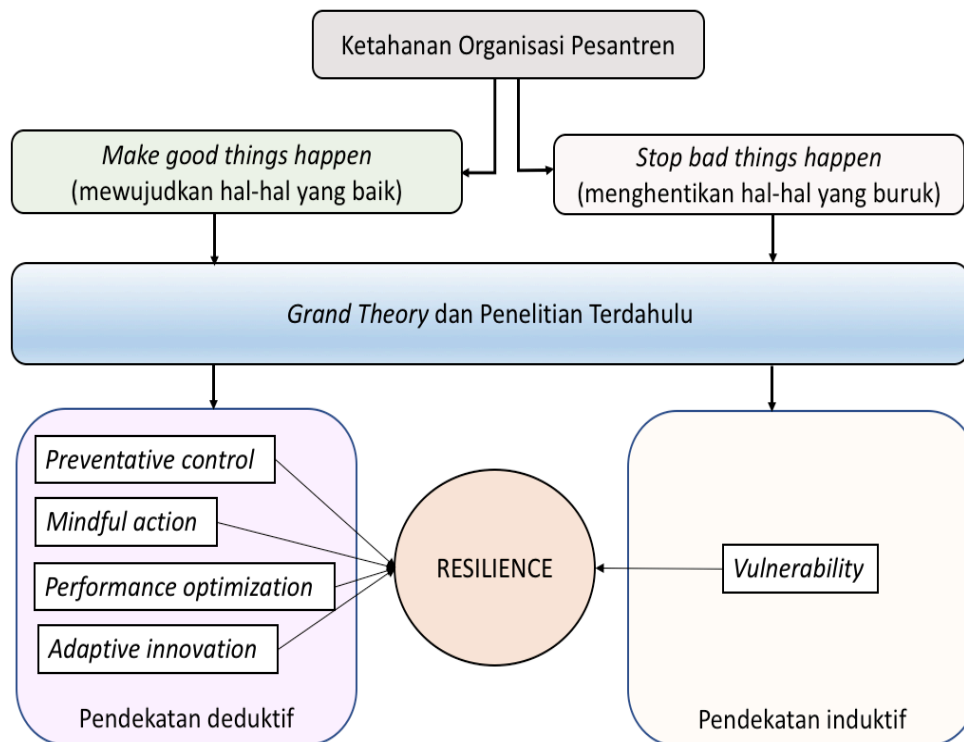 Ketahanan Organisasi Pesantren
Make good things happen
(mewujudkan hal-hal yang baik)
Stop bad things happen
(menghentikan hal-hal yang buruk)
Grand Theory dan Penelitian Terdahulu
Preventative control
Mindful action
Performance optimization
Adaptive innovation
Pendekatan deduktif
RESILIENCE
Vulnerability
Pendekatan induktif